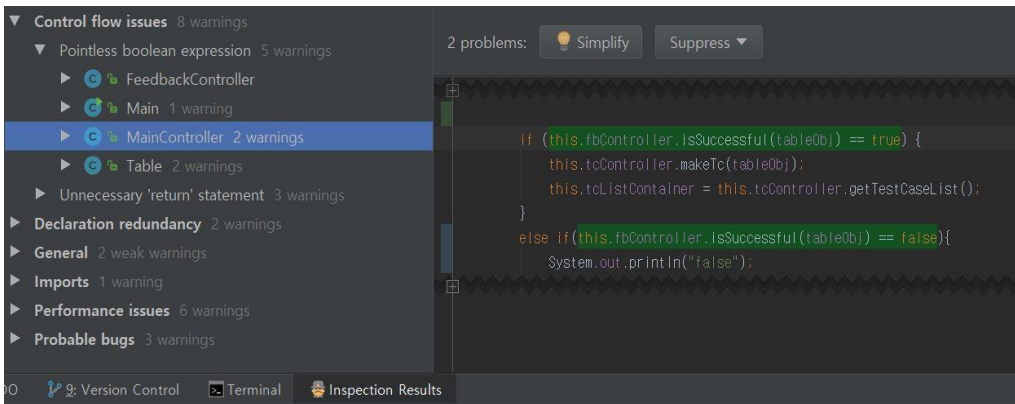 Control flow issues 8 warnings
Pointless boolean expression 5 warnings
FeedbackController
Main 1 warning
MainController 2 warnings
Table 2 warnings
Unnecessary 'return' statement 3 warnings
Declaration redundancy 2 warnings
General 2 weak warnings
Imports 1 warning
Performance issues 6 warnings
Probable bugs 3 warnings
2 problems: Simplify Suppress
if (this.fbController.isSuccessful(tableObj) == true) {
this.tcController.makeTc(tableObj);
this.tcListContainer = this.tcController.getTestCaseList();
}
else if(this.fbController.isSuccessful(tableObj) == false){
System.out.println("false");
9: Version Control Terminal Inspection Results